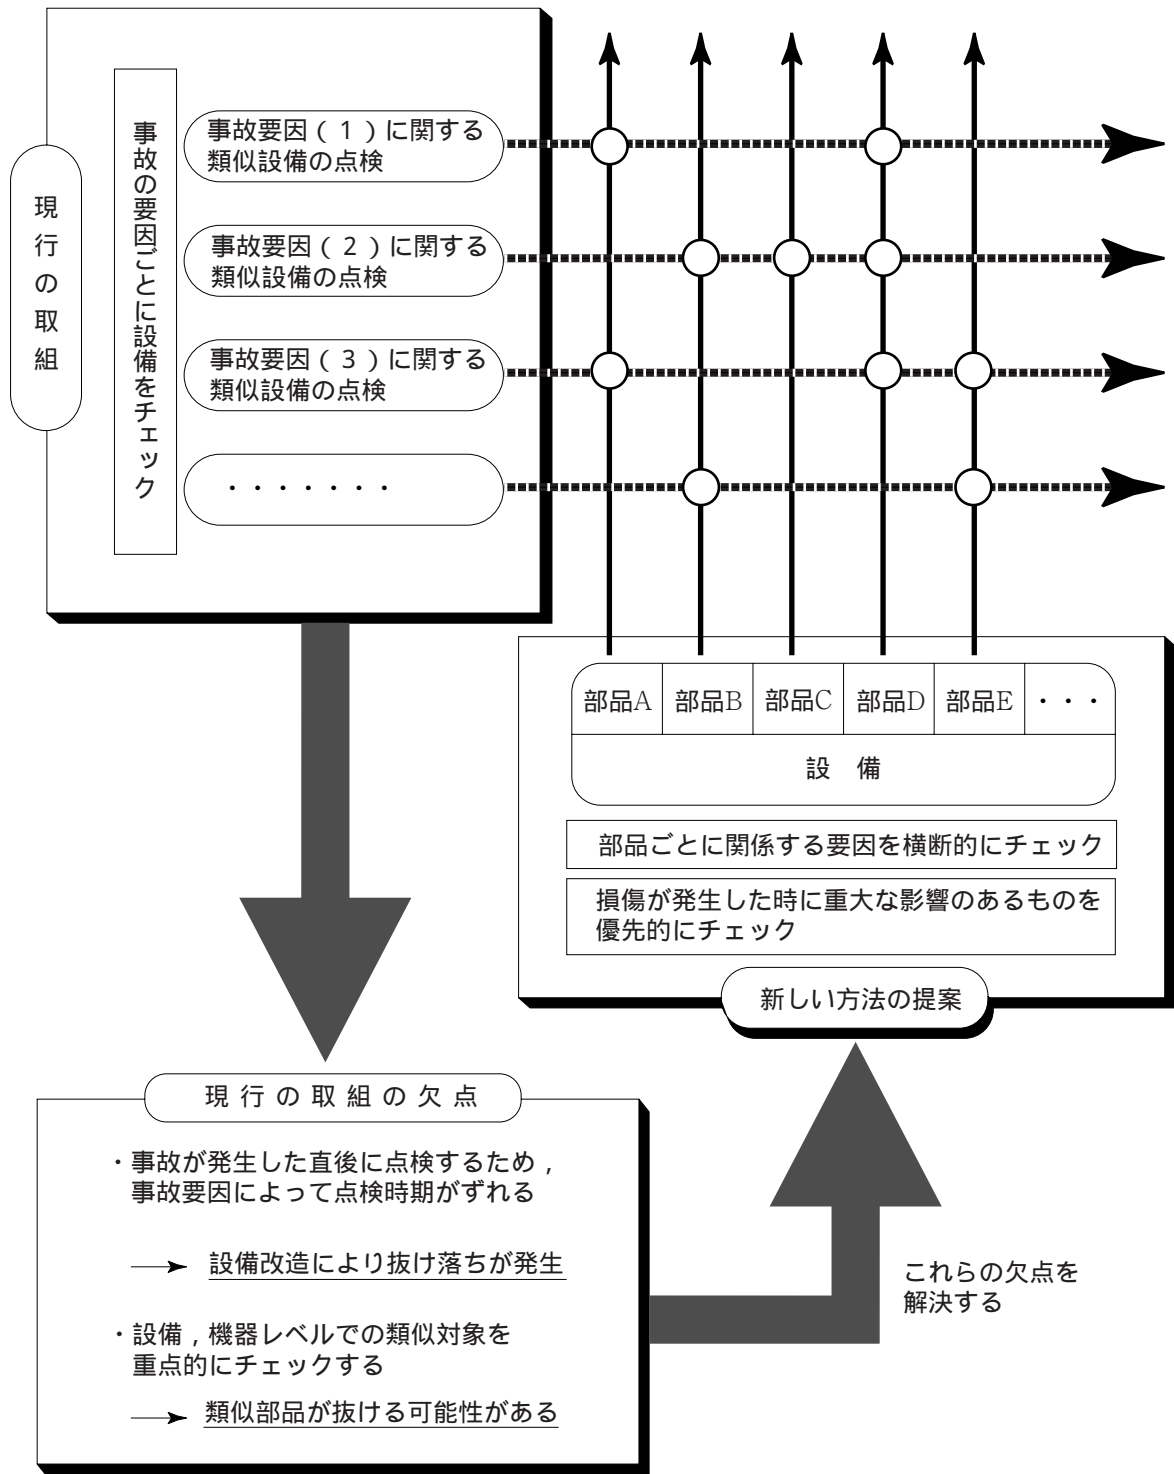 現行の取組
事故の要因ごとに設備をチェック
事故要因(1)に関する
類似設備の点検
事故要因(2)に関する
類似設備の点検
事故要因(3)に関する
類似設備の点検
・・・・・・・
部品A
部品B
部品C
部品D
部品E
・・・
設 備
部品ごとに関係する要因を横断的にチェック
損傷が発生した時に重大な影響のあるものを
優先的にチェック
新しい方法の提案
現行の取組の欠点
・事故が発生した直後に点検するため,
事故要因によって点検時期がずれる
設備改造により抜け落ちが発生
・設備,機器レベルでの類似対象を
重点的にチェックする
類似部品が抜ける可能性がある
これらの欠点を
解決する